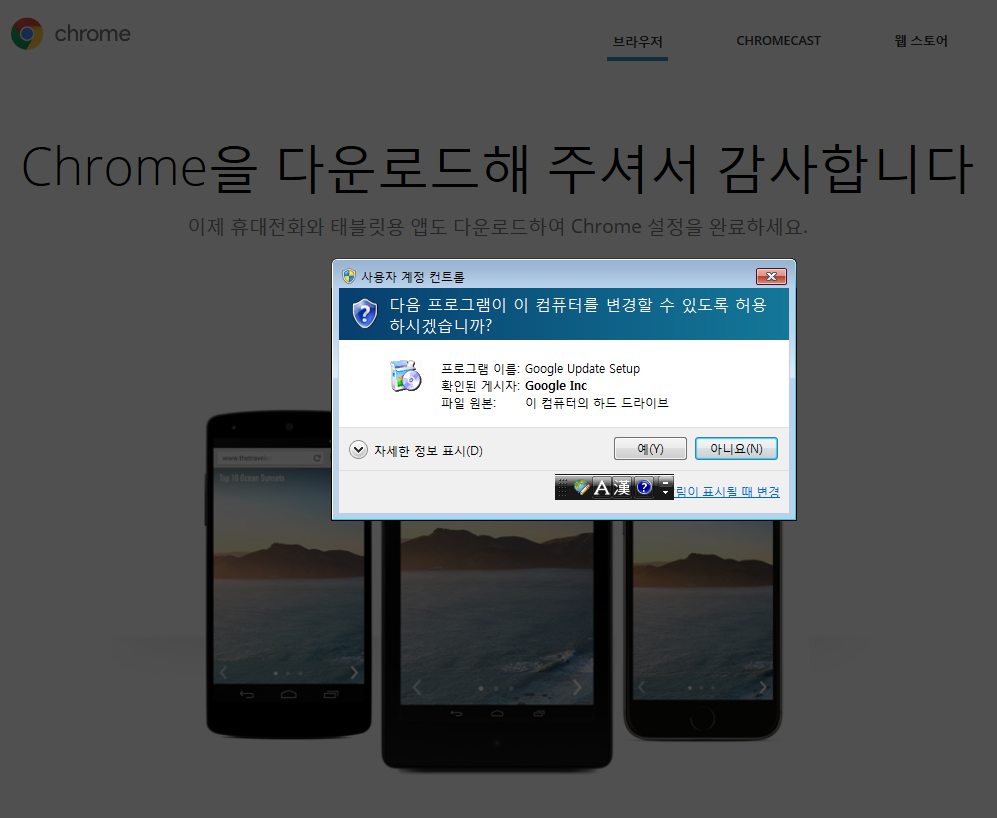 chrome
브라우저
CHROMECAST
웹 스토어
Chrome을 다운로드해 주셔서 감사합니다
이제 휴대전화와 태블릿용 앱도 다운로드하여 Chrome 설정을 완료하세요.
사용자 계정 컨트롤
다음 프로그램이 이 컴퓨터를 변경할 수 있도록 허용
하시겠습니까?
프로그램 이름: Google Update Setup
확인된 게시자: Google Inc
파일 원본: 이 컴퓨터의 하드 드라이브
자세한 정보 표시(D)
예(Y)
아니요(N)
A 漢
림이 표시될 때 변경
Top 10 Ocean Sunsets